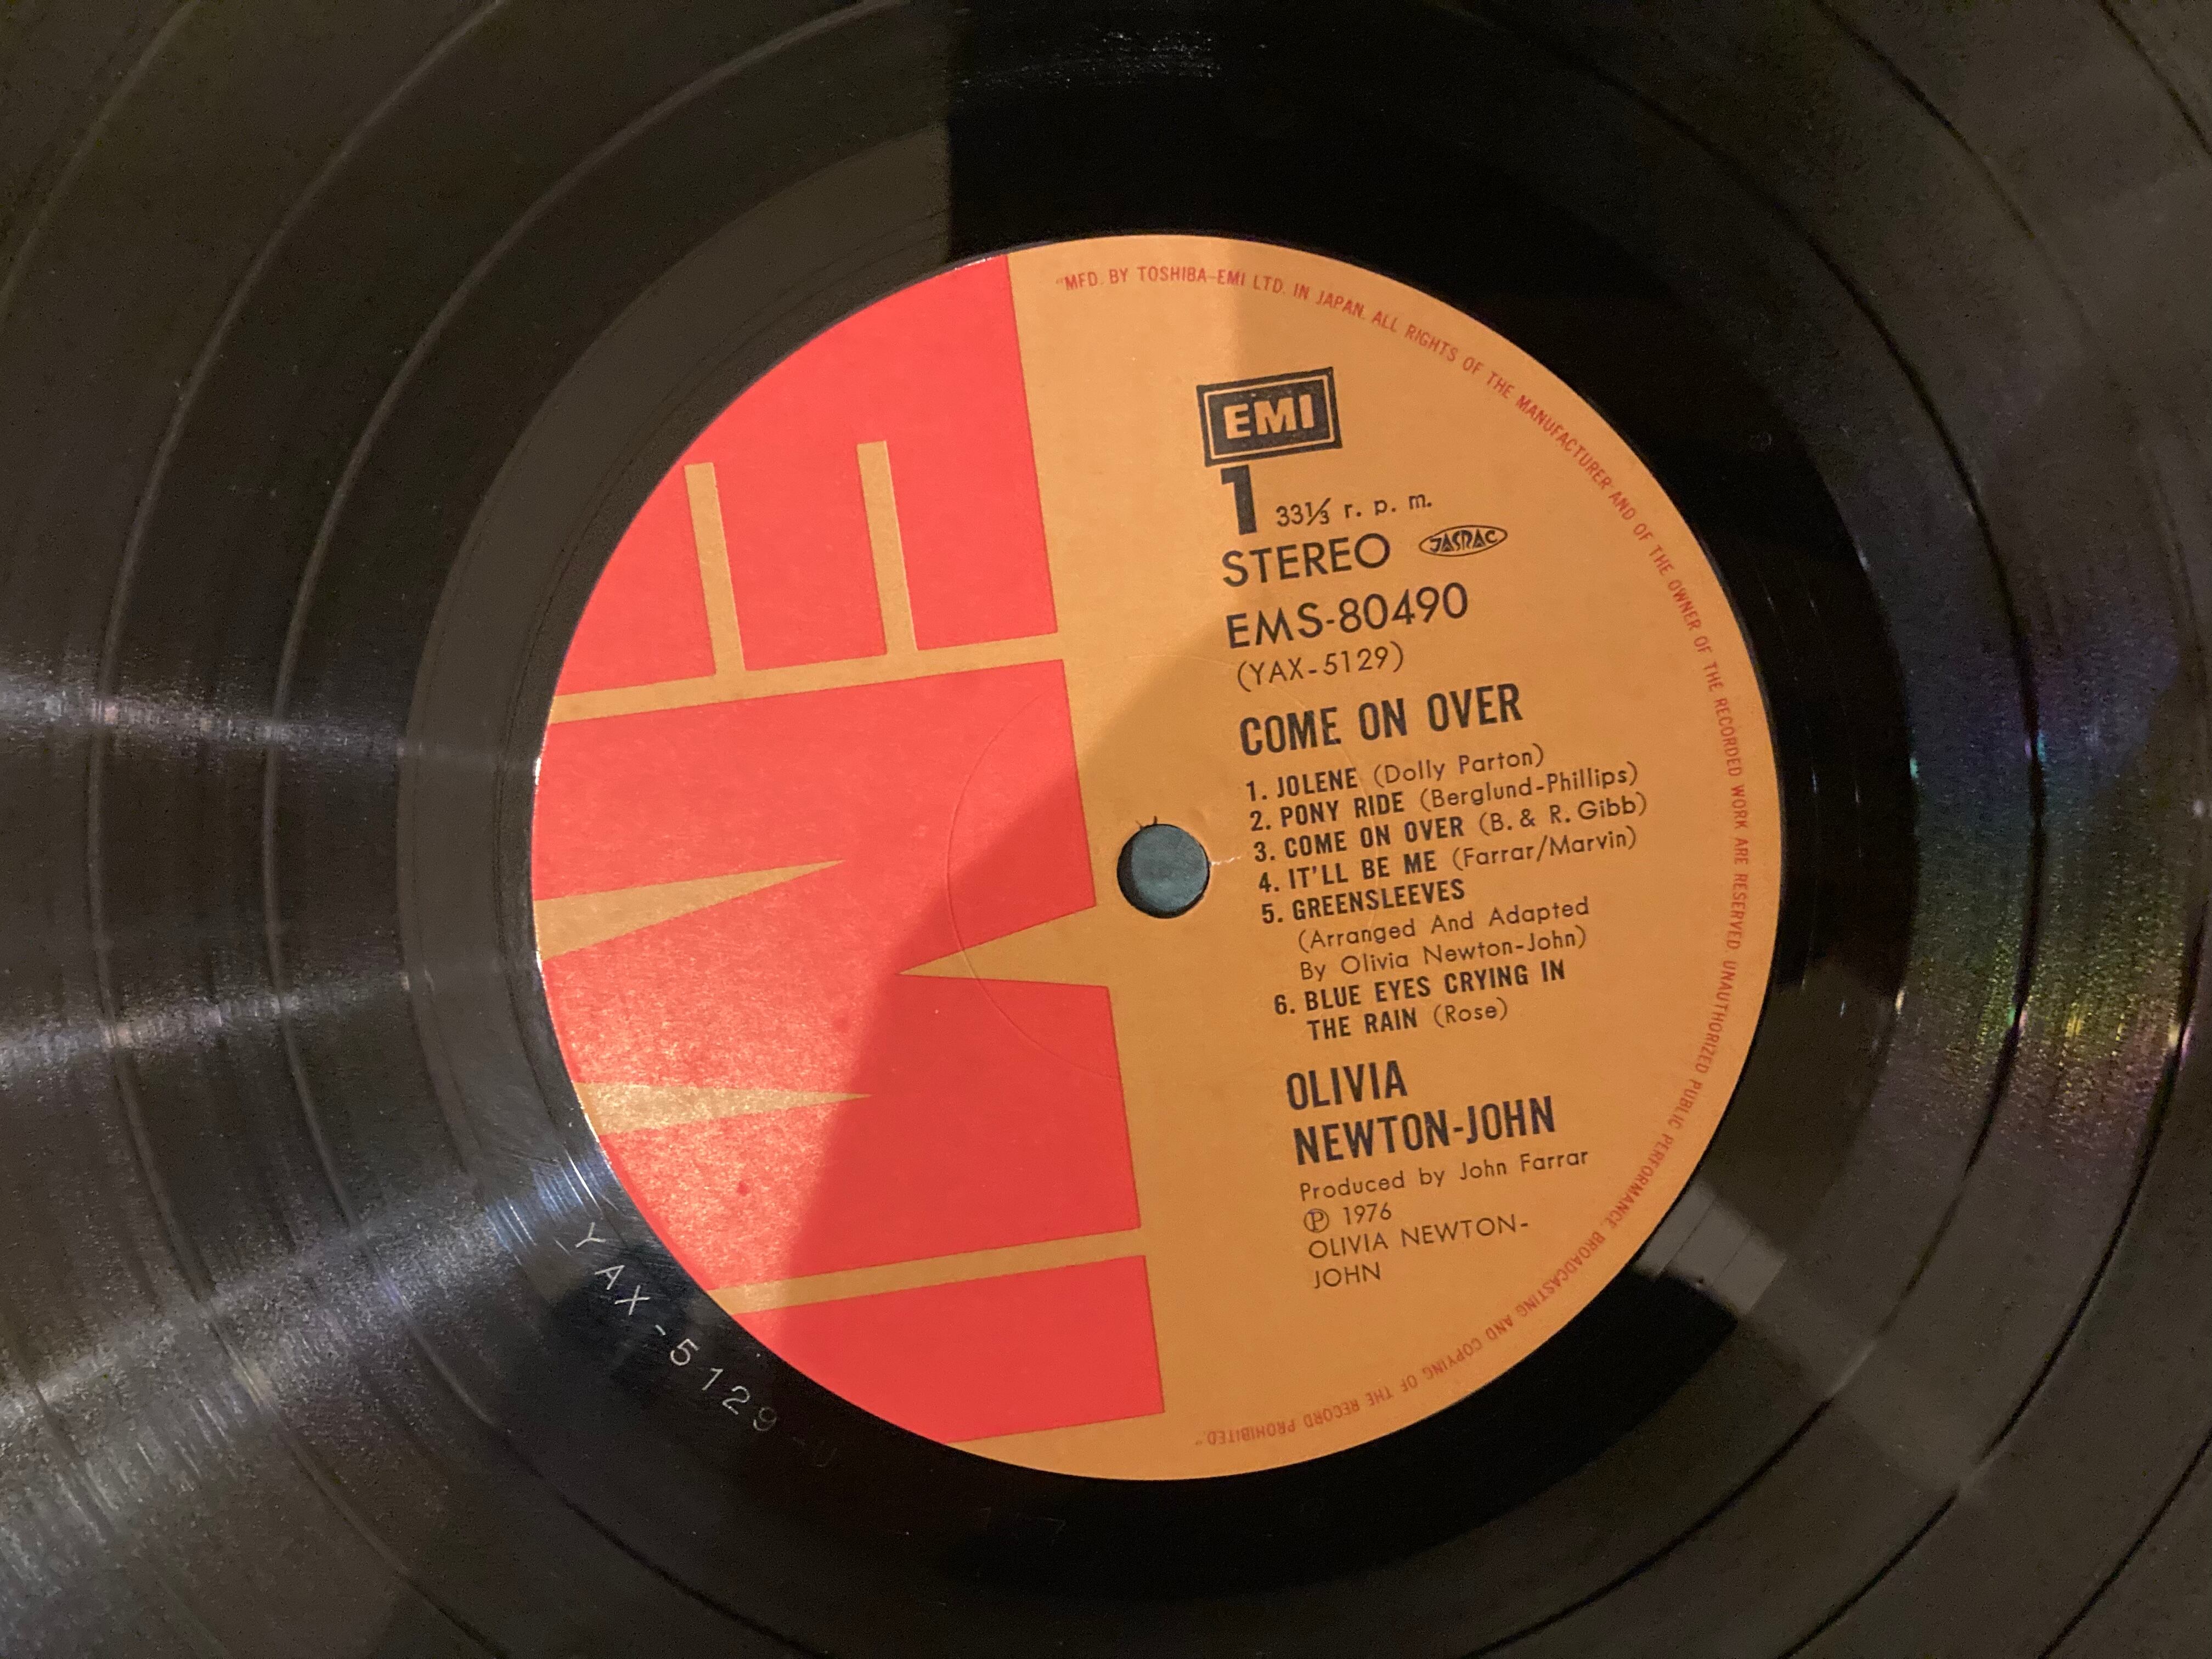 "MFD. BY TOSHIBA-EMI LTD. IN JAPAN. ALL RIGHTS OF THE MANUFACTURER AND OF THE OWNER OF THE RECORDED WORK ARE RESERVED. UNAUTHORIZED PUBLIC PERFORMANCE, BROADCASTING AND COPYING OF THE RECORD PROHIBITED."
EMI
1 33⅓ r. p. m.
STEREO JASRAC
EMS-80490
(YAX-5129)
COME ON OVER
1. JOLENE (Dolly Parton)
2. PONY RIDE (Berglund-Phillips)
3. COME ON OVER (B. & R. Gibb)
4. IT'LL BE ME (Farrar/Marvin)
5. GREENSLEEVES
(Arranged And Adapted
By Olivia Newton-John)
6. BLUE EYES CRYING IN
THE RAIN (Rose)
OLIVIA
NEWTON-JOHN
Produced by John Farrar
Ⓟ 1976
OLIVIA NEWTON-
JOHN
EMI
YAX-5129-J